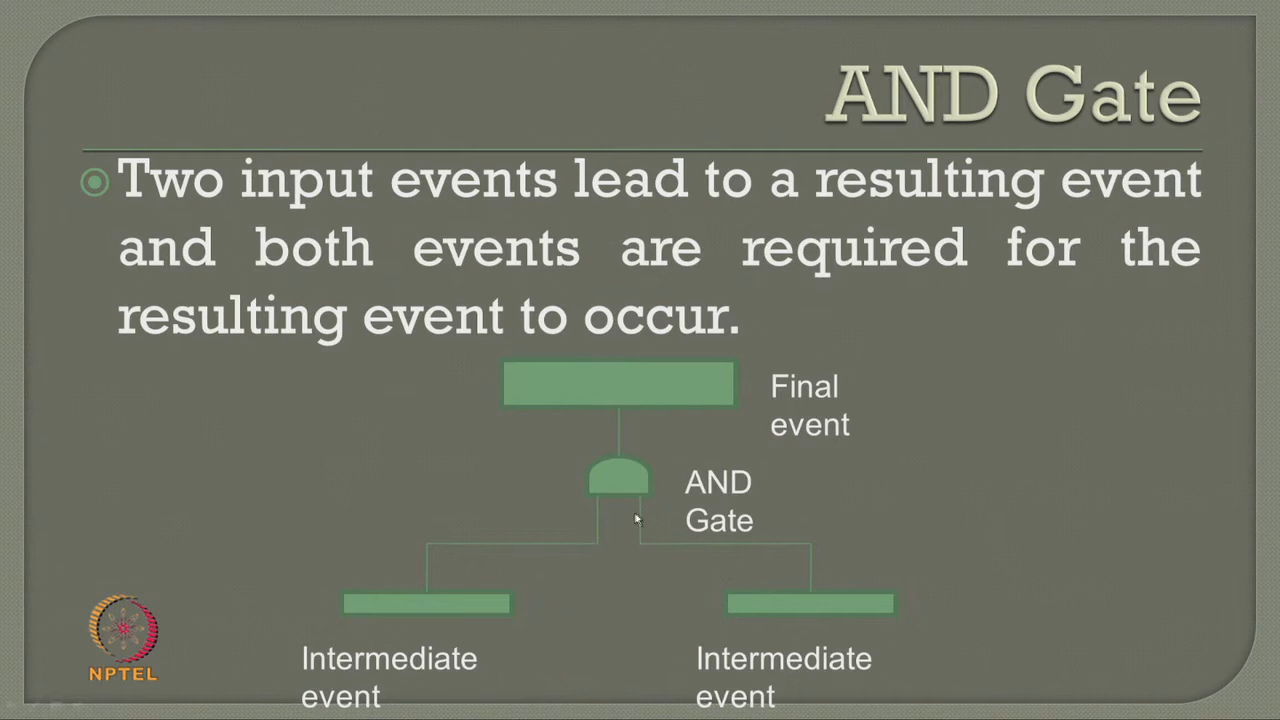 AND Gate
Two input events lead to a resulting event
and both events are required for the
resulting event to occur.
Final
event
AND
Gate
Intermediate
event
Intermediate
event
NPTEL